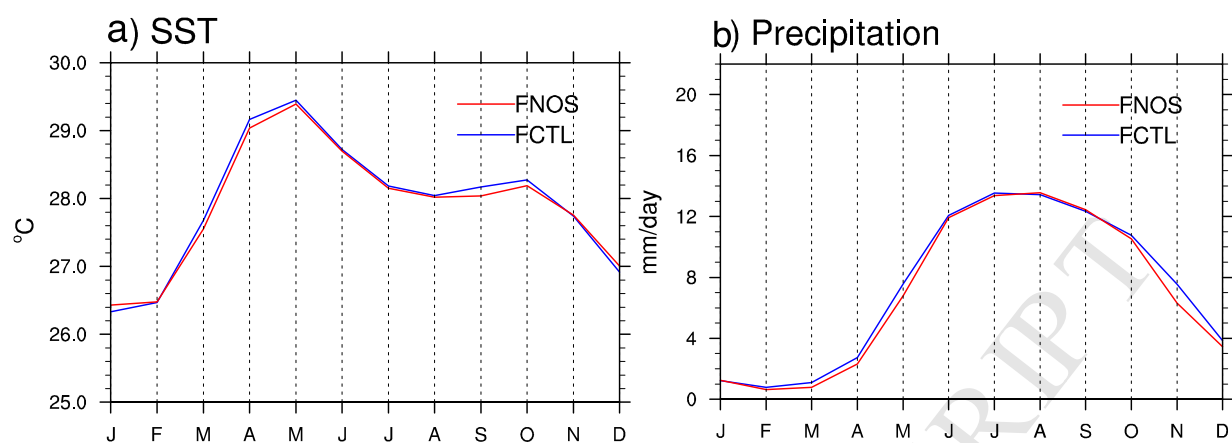 a) SST
30.0
29.0
28.0
27.0
26.0
25.0
°C
FNOS
FCTL
J F M A M J J A S O N D
b) Precipitation
20
16
12
8
4
0
mm/day
FNOS
FCTL
J F M A M J J A S O N D
RIPT